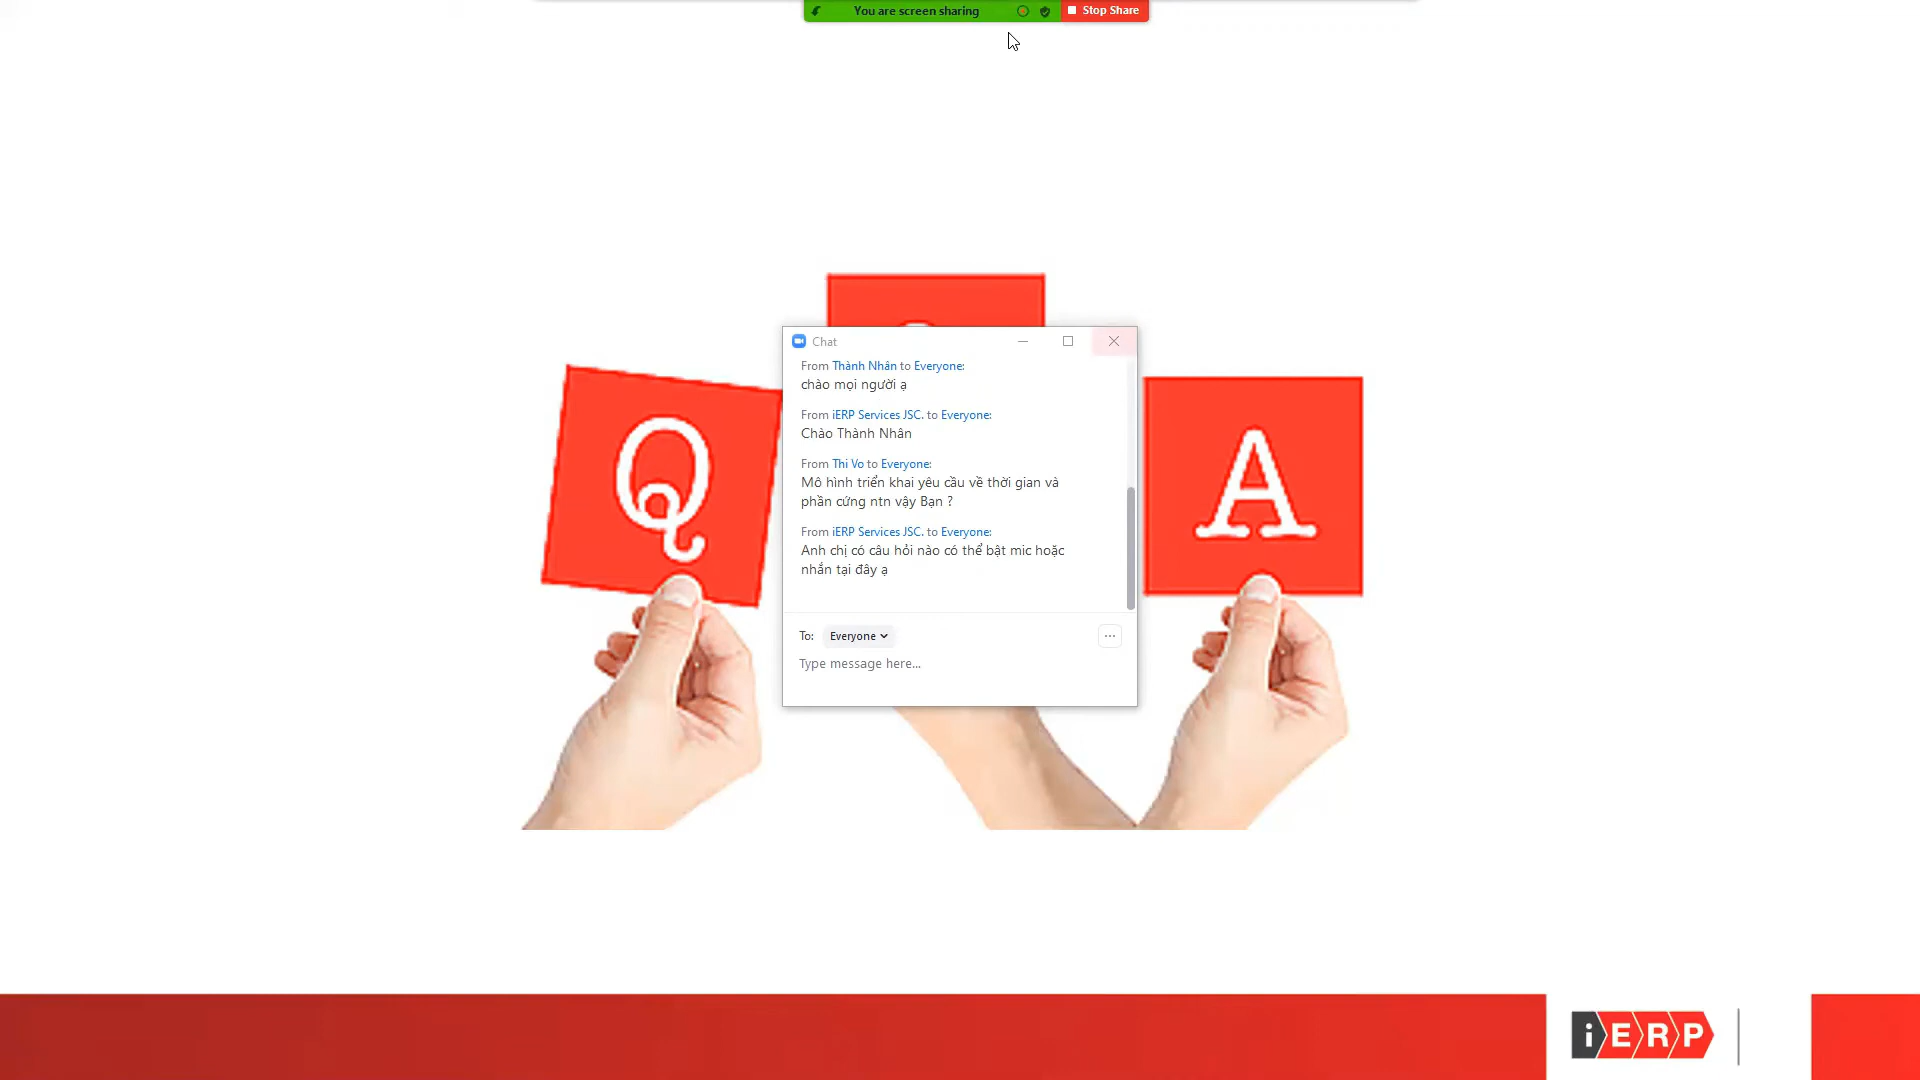 You are screen sharing
Stop Share
Chat
From Thành Nhân to Everyone:
chào mọi người ạ
From iERP Services JSC. to Everyone:
Chào Thành Nhân
From Thi Vo to Everyone:
Mô hình triển khai yêu cầu về thời gian và
phần cứng ntn vậy Bạn ?
From iERP Services JSC. to Everyone:
Anh chị có câu hỏi nào có thể bật mic hoặc
nhắn tại đây ạ
To: Everyone
Type message here...
Q
A
iERP